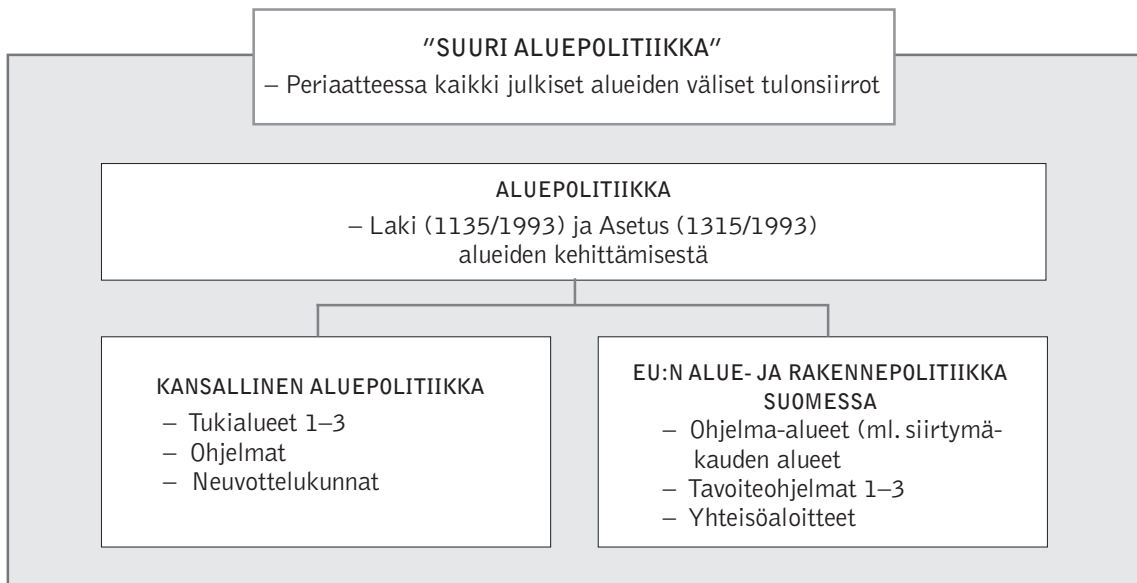 "SUURI ALUEPOLITIIKKA"
– Periaatteessa kaikki julkiset alueiden väliset tulonsiirrot
ALUEPOLITIIKKA
– Laki (1135/1993) ja Asetus (1315/1993)
alueiden kehittämisestä
KANSALLINEN ALUEPOLITIIKKA
– Tukialueet 1–3
– Ohjelmat
– Neuvottelukunnat
EU:N ALUE- JA RAKENNEPOLITIIKKA
SUOMESSA
– Ohjelma-alueet (ml. siirtymä-
kauden alueet
– Tavoiteohjelmat 1–3
– Yhteisöaloitteet